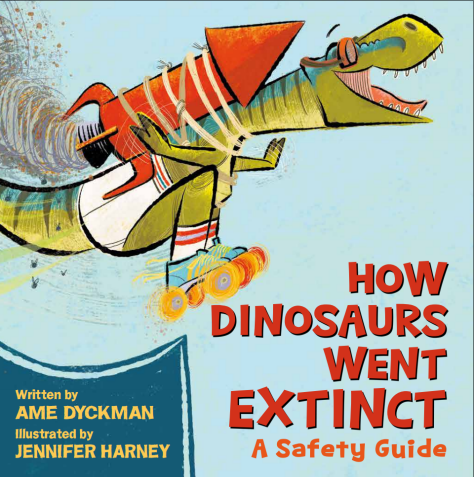 HOW
DINOSAURS
WENT
EXTINCT
A Safety Guide
Written by
AME DYCKMAN
Illustrated by
JENNIFER HARNEY